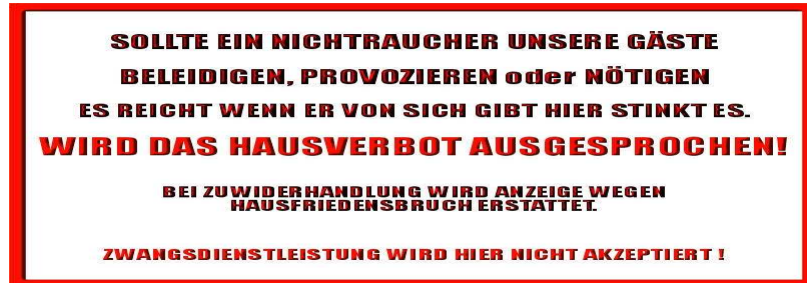 SOLLTE EIN NICHTRAUCHER UNSERE GÄSTE
BELEIDIGEN, PROVOZIEREN oder NÖTIGEN
ES REICHT WENN ER VON SICH GIBT HIER STINKT ES.
WIRD DAS HAUSVERBOT AUSGESPROCHEN!
BEI ZUWIDERHANDLUNG WIRD ANZEIGE WEGEN
HAUSFRIEDENSBRUCH ERSTATTET.
ZWANGSDIENSTLEISTUNG WIRD HIER NICHT AKZEPTIERT !